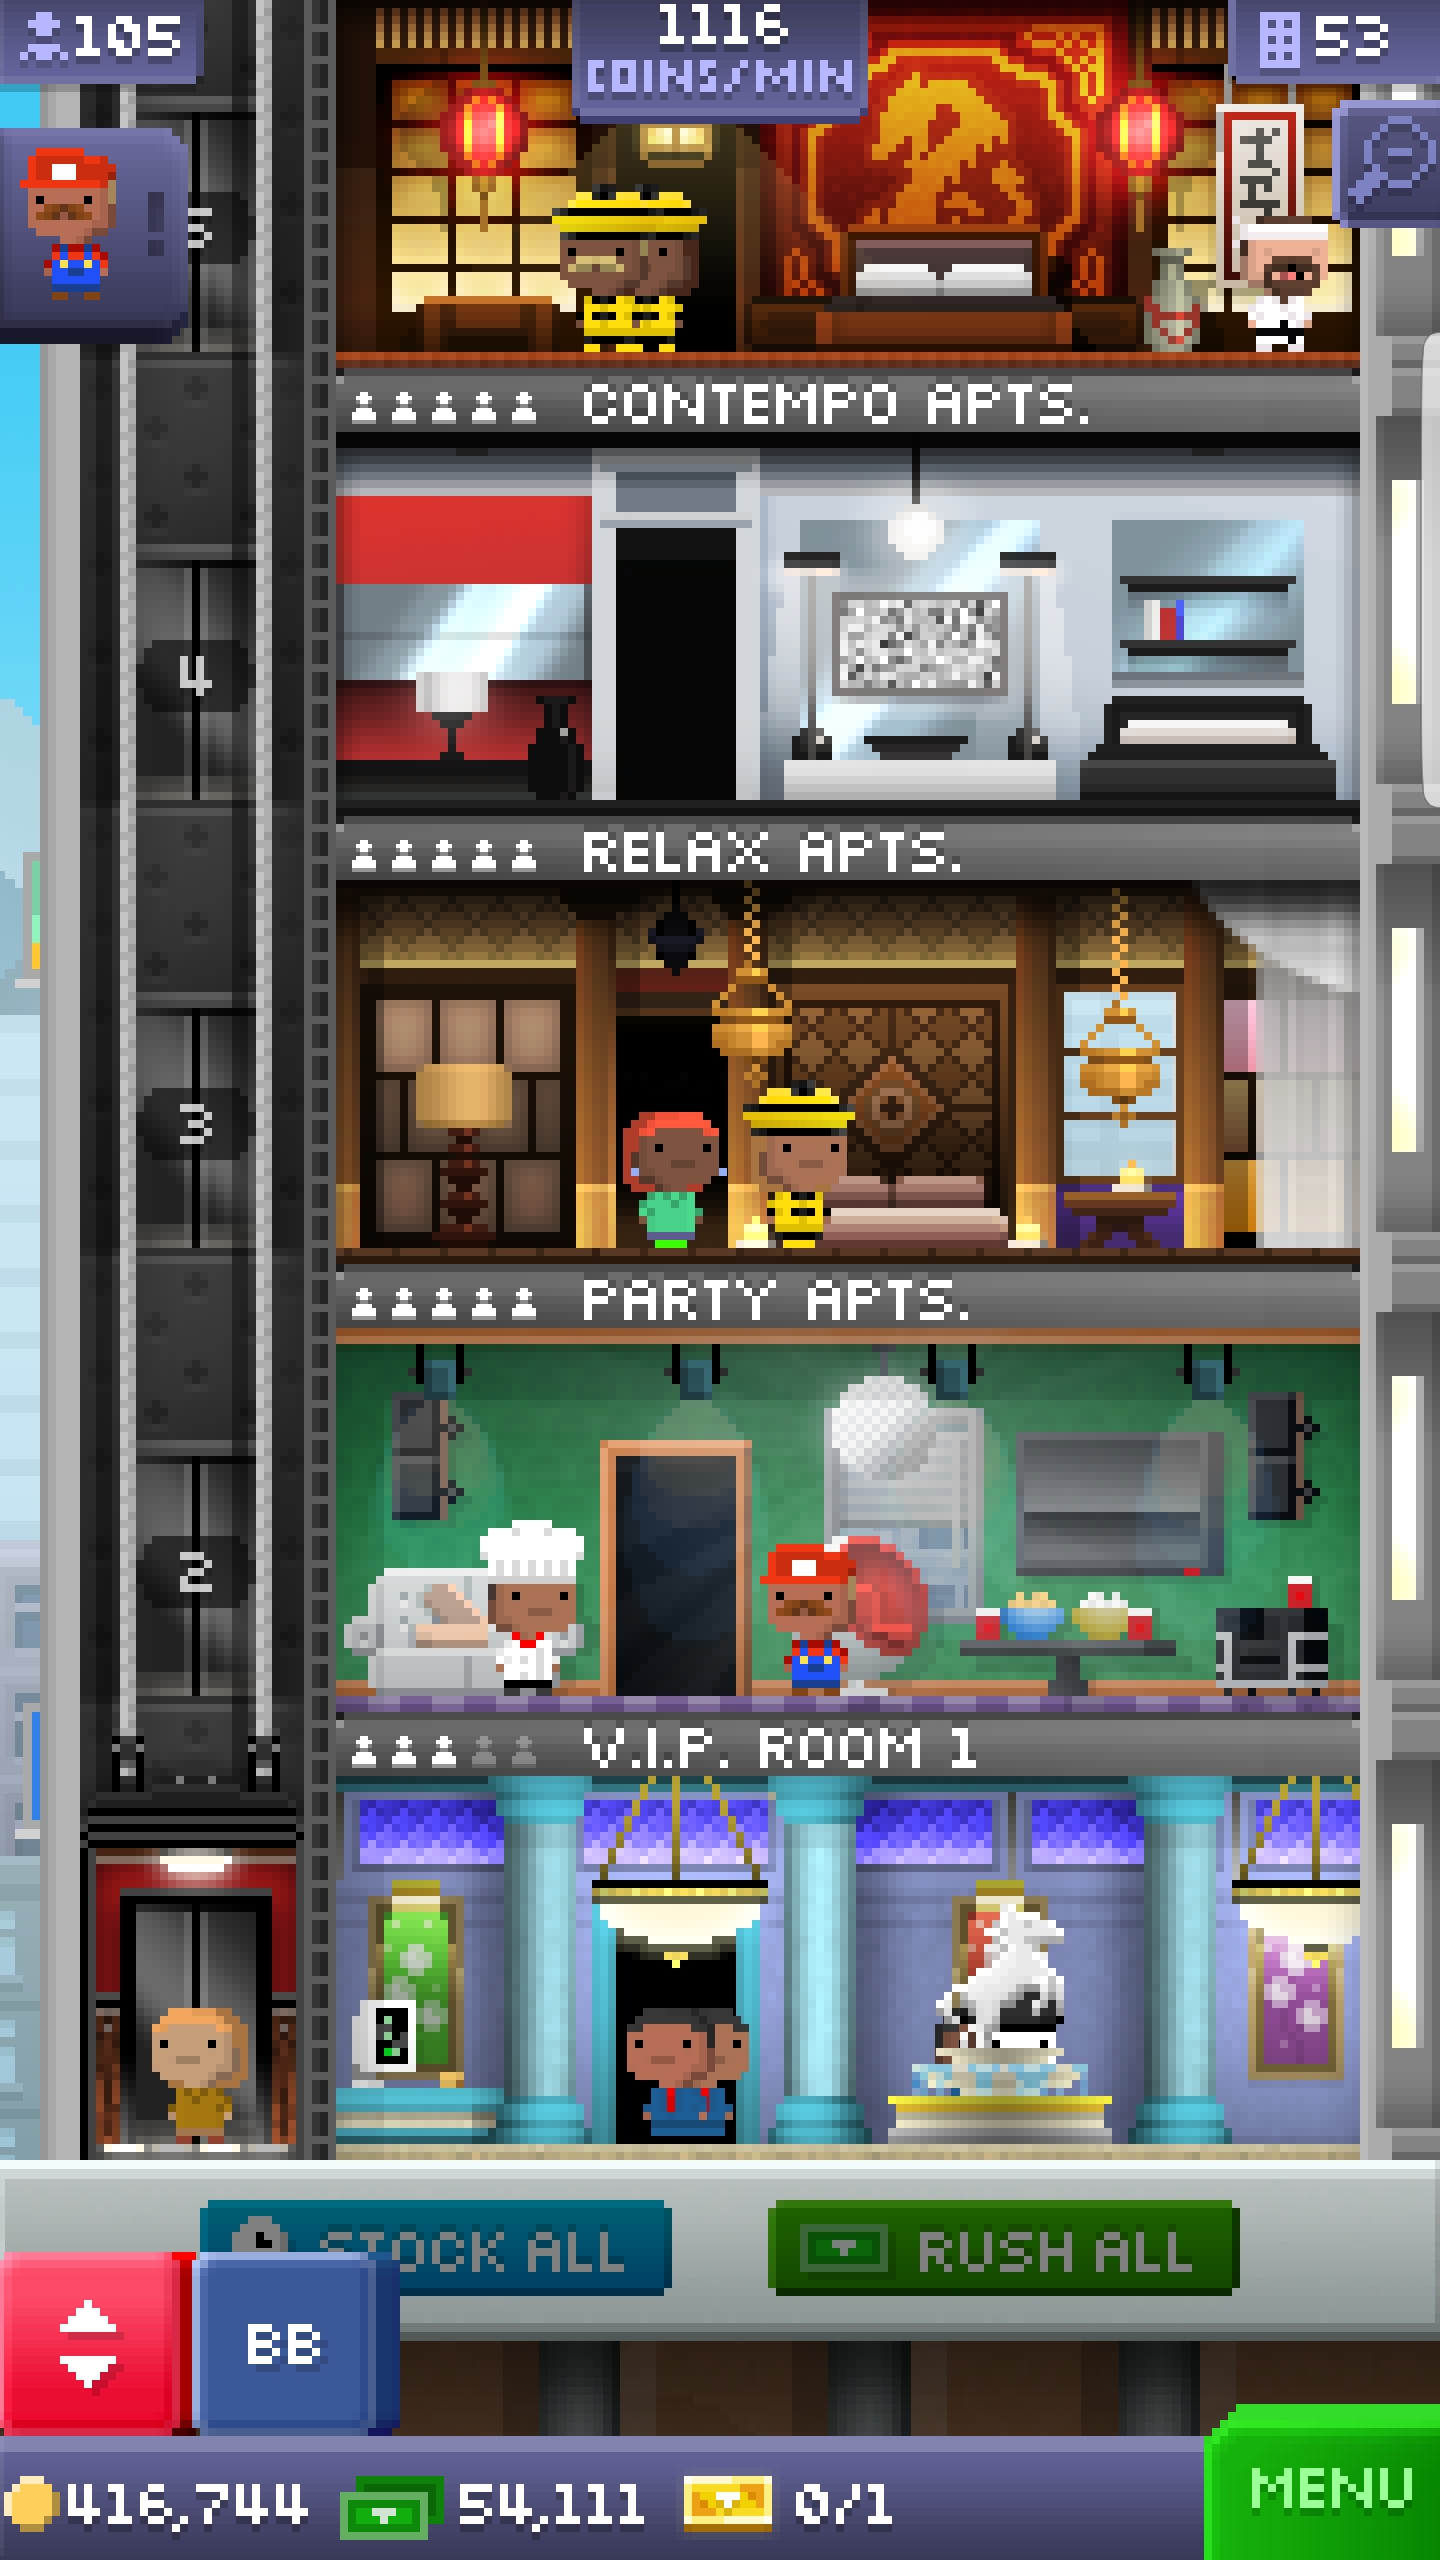 105
1116
COINS/MIN
53
!
5
CONTEMPO APTS.
4
RELAX APTS.
3
PARTY APTS.
2
V.I.P. ROOM 1
STOCK ALL
RUSH ALL
BB
MENU
416,744
54,111
0/1